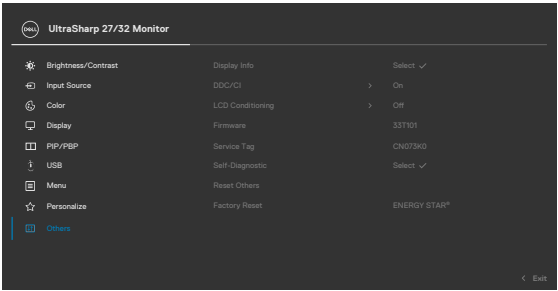 DELL UltraSharp 27/32 Monitor
Brightness/Contrast Display Info Select ✓
Input Source DDC/CI > On
Color LCD Conditioning > Off
Display Firmware 33T101
PIP/PBP Service Tag CN073K0
USB Self-Diagnostic Select ✓
Menu Reset Others
Personalize Factory Reset ENERGY STAR®
Others
< Exit